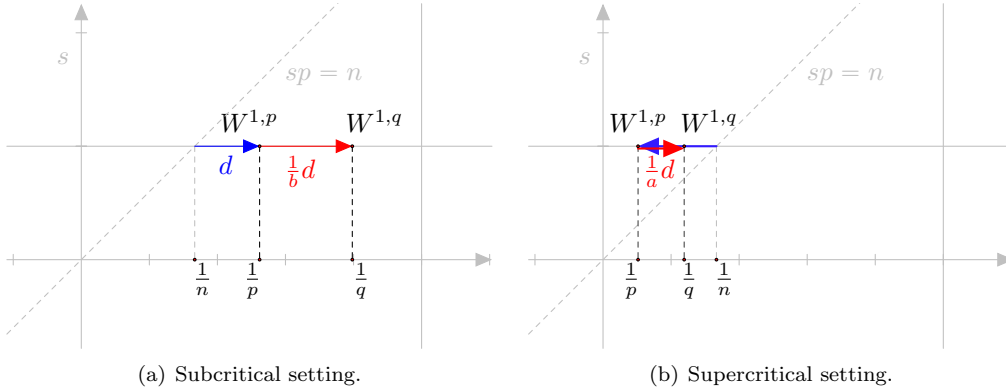 s
sp = n
W^{1,p} W^{1,q}
d \frac{1}{b}d
\frac{1}{n} \frac{1}{p} \frac{1}{q}
(a) Subcritical setting.
s
sp = n
W^{1,p} W^{1,q}
\frac{1}{a}d
\frac{1}{p} \frac{1}{q} \frac{1}{n}
(b) Supercritical setting.